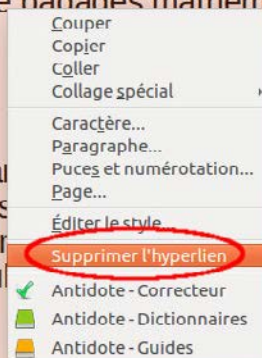 Couper
Copier
Coller
Collage spécial
Caractère...
Paragraphe...
Puces et numérotation...
Page...
Éditer le style...
Supprimer l'hyperlien
Antidote - Correcteur
Antidote - Dictionnaires
Antidote - Guides